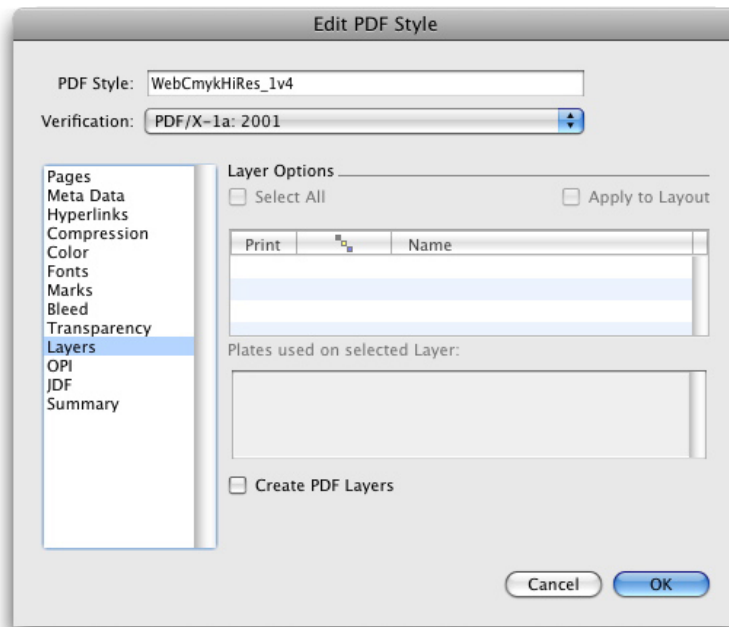 Edit PDF Style
PDF Style: WebCmykHiRes_1v4
Verification: PDF/X-1a: 2001
Pages
Meta Data
Hyperlinks
Compression
Color
Fonts
Marks
Bleed
Transparency
Layers
OPI
JDF
Summary
Layer Options
Select All Apply to Layout
Print Name
Plates used on selected Layer:
Create PDF Layers
Cancel OK